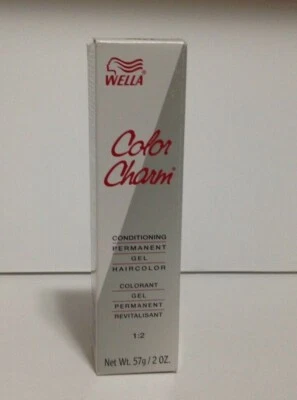 WELLA
Color
Charm®
CONDITIONING
PERMANENT
GEL
HAIRCOLOR
COLORANT
GEL
PERMANENT
REVITALISANT
1:2
Net Wt. 57g/2 OZ.